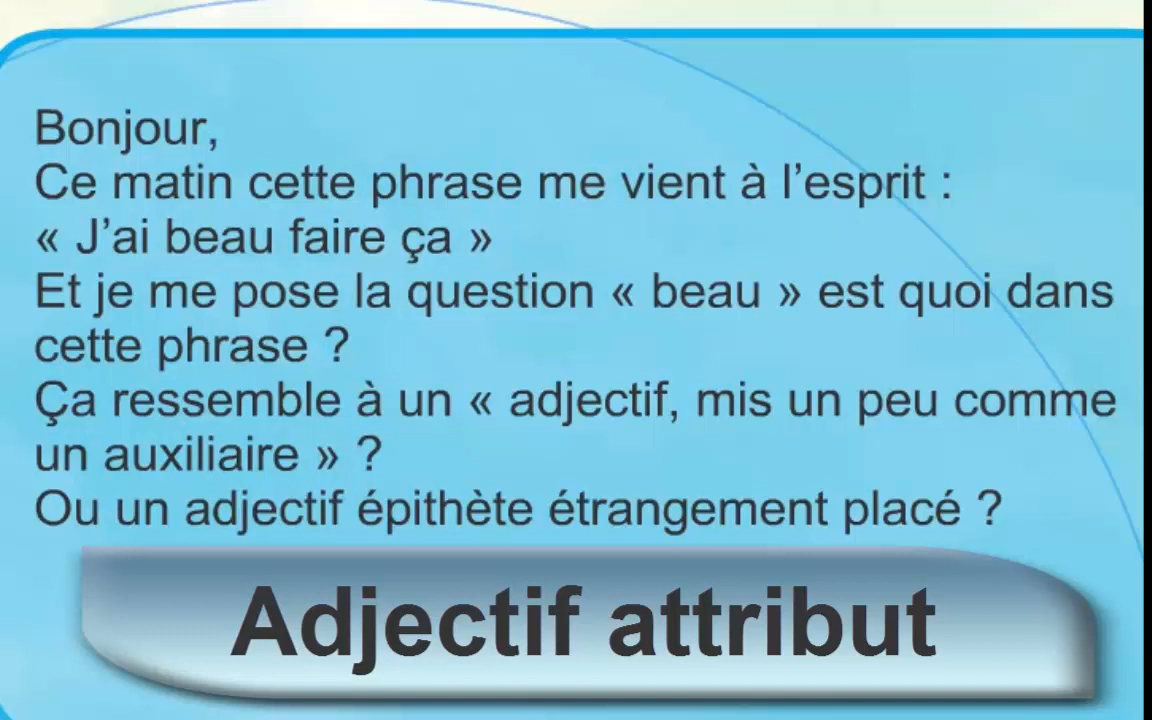 Bonjour,
Ce matin cette phrase me vient à l’esprit :
« J’ai beau faire ça »
Et je me pose la question « beau » est quoi dans
cette phrase ?
Ça ressemble à un « adjectif, mis un peu comme
un auxiliaire » ?
Ou un adjectif épithète étrangement placé ?
Adjectif attribut